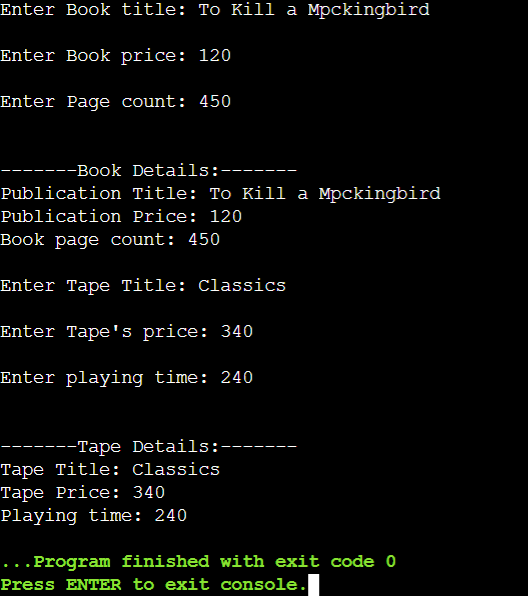 Enter Book title: To Kill a Mpckingbird
Enter Book price: 120
Enter Page count: 450
-------Book Details:-------
Publication Title: To Kill a Mpckingbird
Publication Price: 120
Book page count: 450
Enter Tape Title: Classics
Enter Tape's price: 340
Enter playing time: 240
-------Tape Details:-------
Tape Title: Classics
Tape Price: 340
Playing time: 240
...Program finished with exit code 0
Press ENTER to exit console.